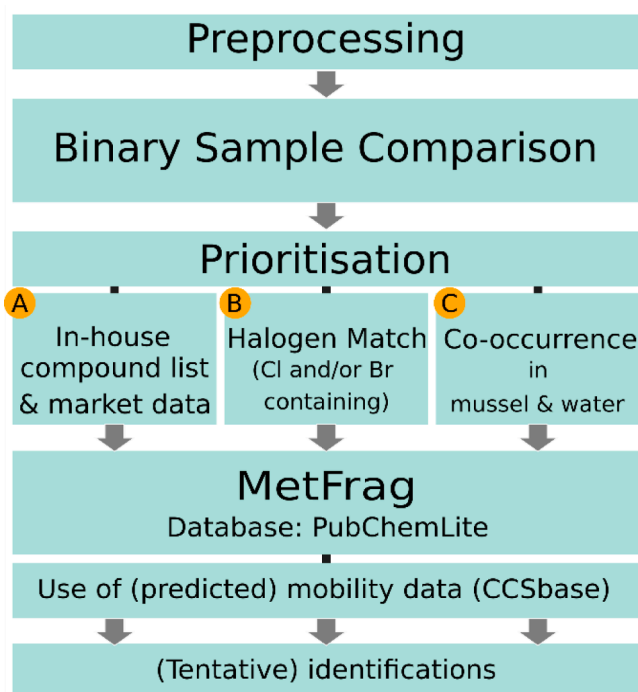 Preprocessing
Binary Sample Comparison
Prioritisation
A
In-house
compound list
& market data
B
Halogen Match
(Cl and/or Br
containing)
C
Co-occurrence
in
mussel & water
MetFrag
Database: PubChemLite
Use of (predicted) mobility data (CCSbase)
(Tentative) identifications